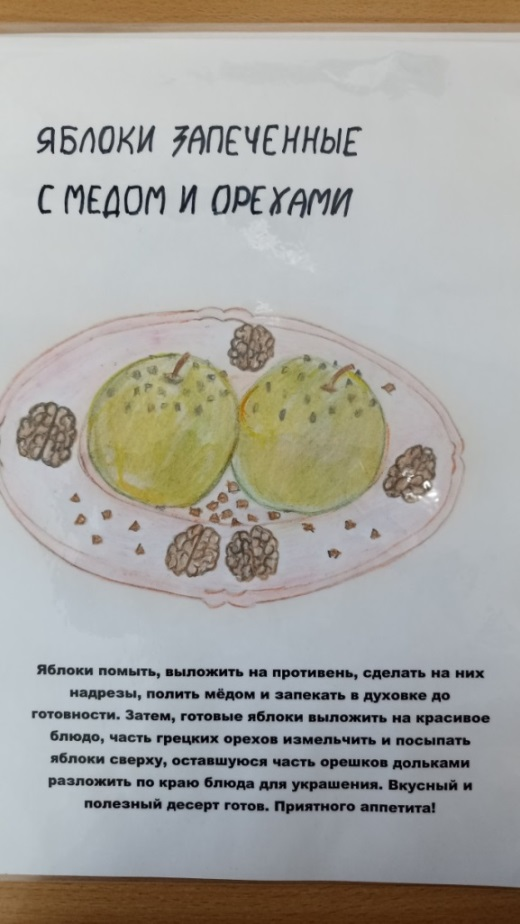 ЯБЛОКИ ЗАПЕЧЕННЫЕ
С МЕДОМ И ОРЕХАМИ
Яблоки помыть, выложить на противень, сделать на них
надрезы, полить мёдом и запекать в духовке до
готовности. Затем, готовые яблоки выложить на красивое
блюдо, часть грецких орехов измельчить и посыпать
яблоки сверху, оставшуюся часть орешков дольками
разложить по краю блюда для украшения. Вкусный и
полезный десерт готов. Приятного аппетита!